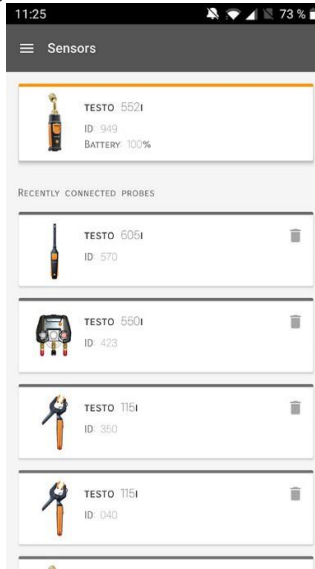 11:25 73 %
Sensors
TESTO 552I
ID: 949
BATTERY: 100%
RECENTLY CONNECTED PROBES
TESTO 605I
ID: 570
TESTO 550I
ID: 423
TESTO 115I
ID: 350
TESTO 115I
ID: 040